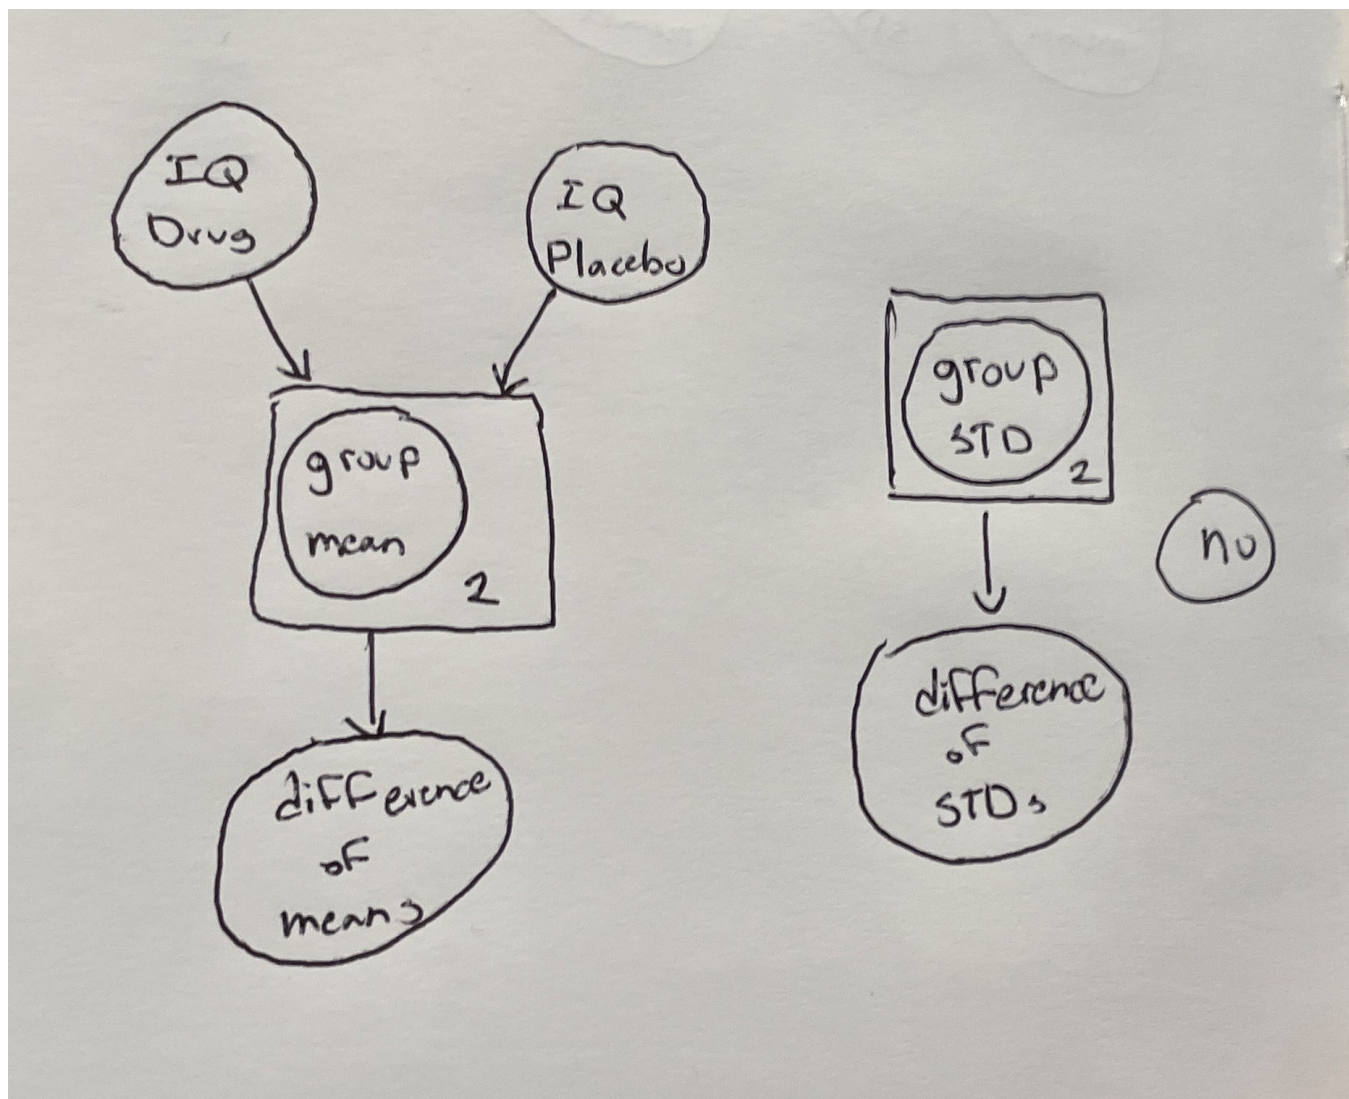 IQ
Drug
IQ
Placebo
group
mean
2
difference
of
means
group
STD
2
nu
difference
of
STDs